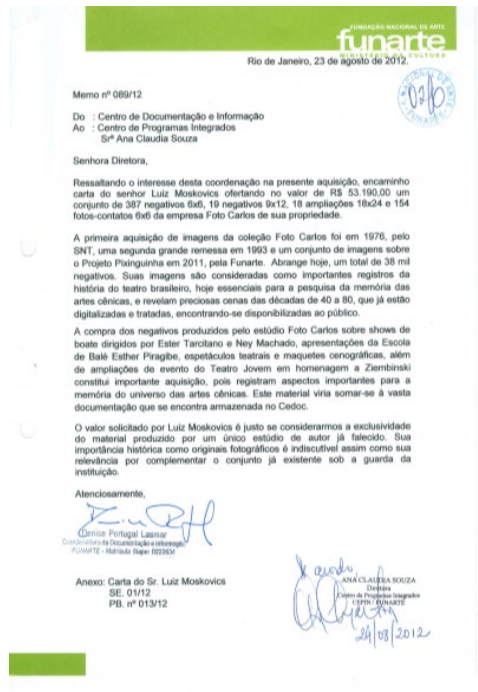 FUNDAÇÃO NACIONAL DE ARTE
funarte
MINISTÉRIO DA CULTURA
Rio de Janeiro, 23 de agosto de 2012.
Memo nº 089/12
Do : Centro de Documentação e Informação
Ao : Centro de Programas Integrados
Srª Ana Claudia Souza
Senhora Diretora,
Ressaltando o interesse desta coordenação na presente aquisição, encaminho
carta do senhor Luiz Moskovics ofertando no valor de R$ 53.190,00 um
conjunto de 387 negativos 6x6, 19 negativos 9x12, 18 ampliações 18x24 e 154
fotos-contatos 6x6 da empresa Foto Carlos de sua propriedade.
A primeira aquisição de imagens da coleção Foto Carlos foi em 1976, pelo
SNT, uma segunda grande remessa em 1993 e um conjunto de imagens sobre
o Projeto Pixinguinha em 2011, pela Funarte. Abrange hoje, um total de 38 mil
negativos. Suas imagens são consideradas como importantes registros da
história do teatro brasileiro, hoje essenciais para a pesquisa da memória das
artes cênicas, e revelam preciosas cenas das décadas de 40 a 80, que já estão
digitalizadas e tratadas, encontrando-se disponibilizadas ao público.
A compra dos negativos produzidos pelo estúdio Foto Carlos sobre shows de
boate dirigidos por Ester Tarcitano e Ney Machado, apresentações da Escola
de Balé Esther Piragibe, espetáculos teatrais e maquetes cenográficas, além
de ampliações de evento do Teatro Jovem em homenagem a Ziembinski
constitui importante aquisição, pois registram aspectos importantes para a
memória do universo das artes cênicas. Este material viria somar-se à vasta
documentação que se encontra armazenada no Cedoc.
O valor solicitado por Luiz Moskovics é justo se considerarmos a exclusividade
do material produzido por um único estúdio de autor já falecido. Sua
importância histórica como originais fotográficos é indiscutível assim como sua
relevância por complementar o conjunto já existente sob a guarda da
instituição.
Atenciosamente,
Denise Portugal Lasmar
Coordenadora de Documentação e Informação
FUNARTE - Matrícula Siape:
Anexo: Carta do Sr. Luiz Moskovics
SE. 01/12
PB. nº 013/12
De acordo,
ANA CLAUDIA SOUZA
Diretora
Centro de Programas Integrados
CEPIN / FUNARTE
24/08/2012